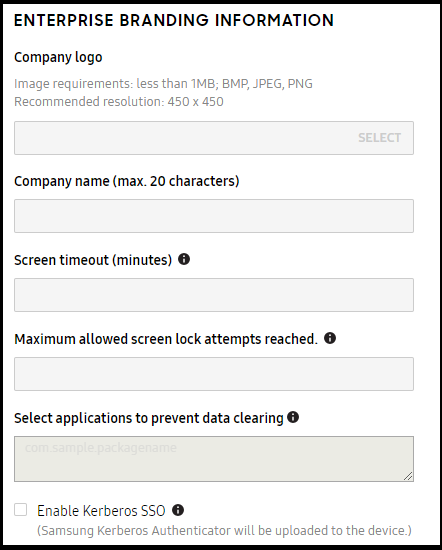 ENTERPRISE BRANDING INFORMATION
Company logo
Image requirements: less than 1MB; BMP, JPEG, PNG
Recommended resolution: 450 x 450
SELECT
Company name (max. 20 characters)
Screen timeout (minutes)
Maximum allowed screen lock attempts reached.
Select applications to prevent data clearing
com.sample.packagename
Enable Kerberos SSO
(Samsung Kerberos Authenticator will be uploaded to the device.)